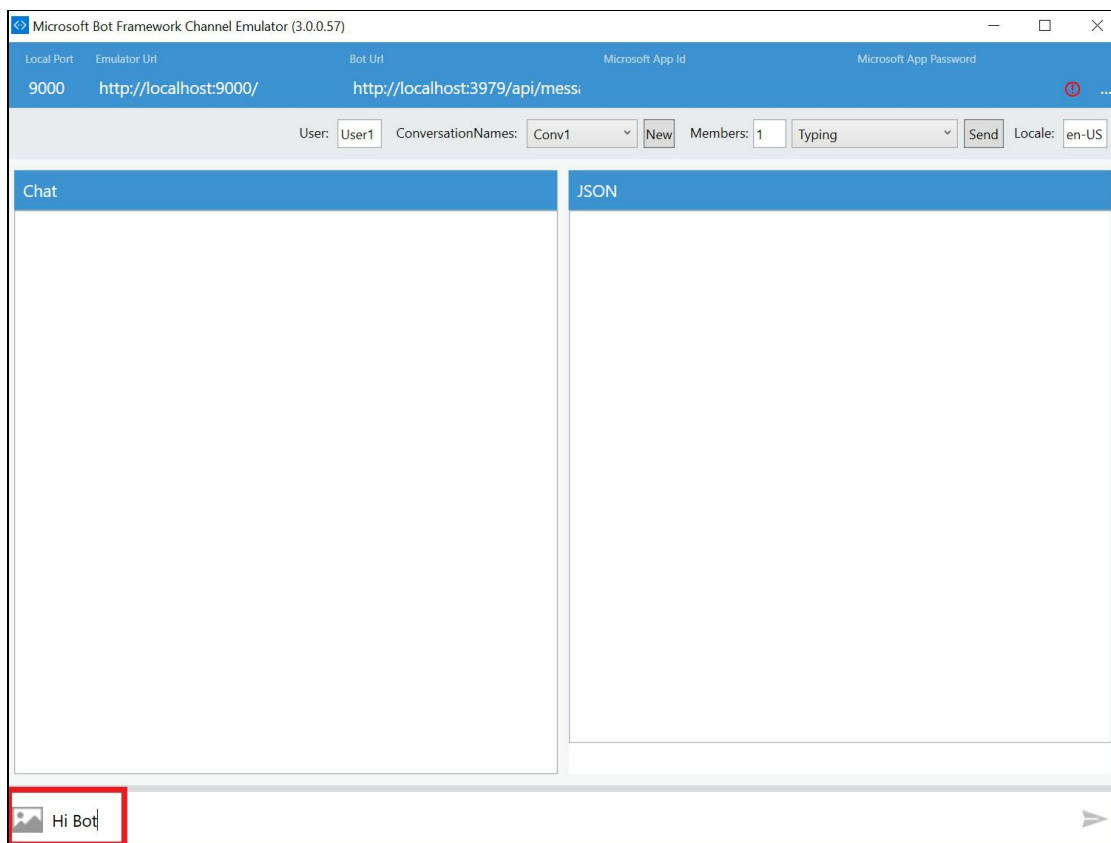 Microsoft Bot Framework Channel Emulator (3.0.0.57)
Local Port Emulator Url Bot Url Microsoft App Id Microsoft App Password
9000 http://localhost:9000/ http://localhost:3979/api/mess ...
User: User1 ConversationNames: Conv1 New Members: 1 Typing Send Locale: en-US
Chat JSON
Hi Bot